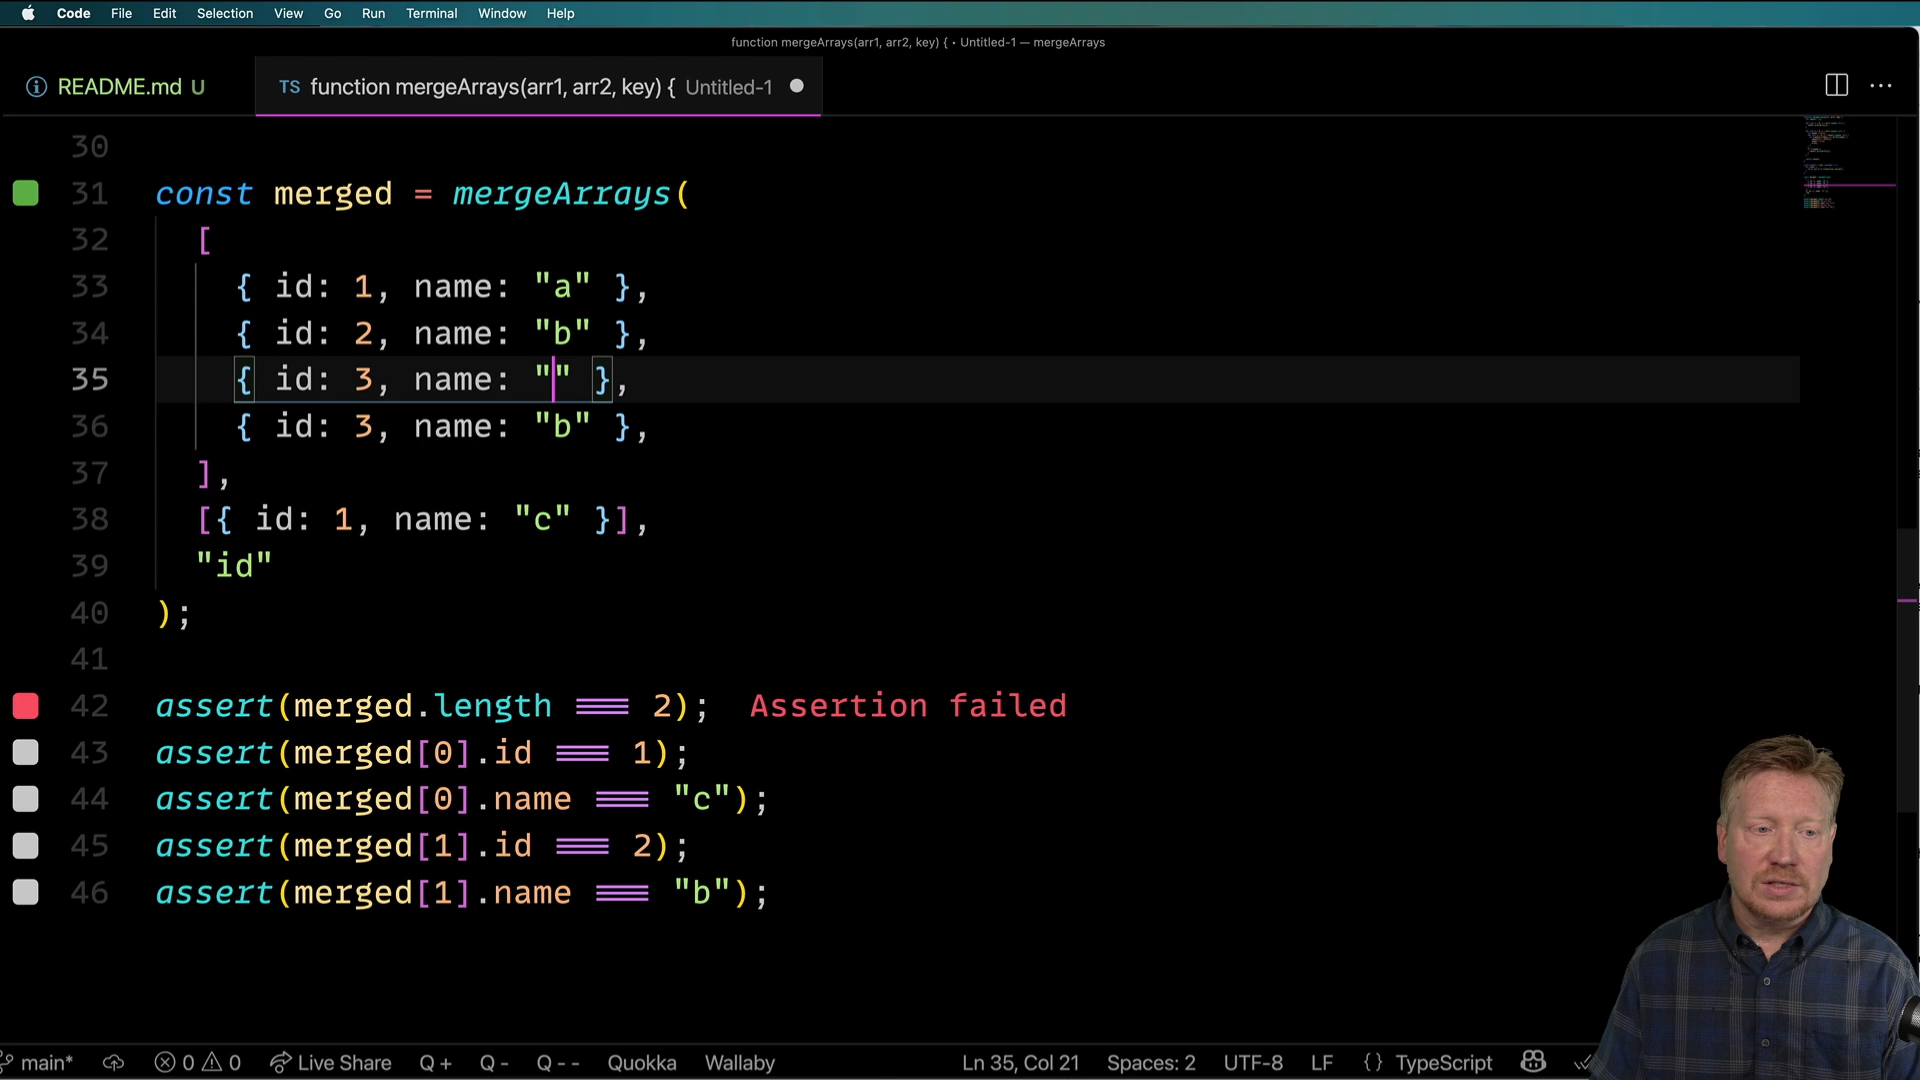 Code File Edit Selection View Go Run Terminal Window Help
function mergeArrays(arr1, arr2, key) { • Untitled-1 — mergeArrays
README.md U TS function mergeArrays(arr1, arr2, key) { Untitled-1
30
31 const merged = mergeArrays(
32 [
33 { id: 1, name: "a" },
34 { id: 2, name: "b" },
35 { id: 3, name: "" },
36 { id: 3, name: "b" },
37 ],
38 [{ id: 1, name: "c" }],
39 "id"
40 );
41
42 assert(merged.length === 2); Assertion failed
43 assert(merged[0].id === 1);
44 assert(merged[0].name === "c");
45 assert(merged[1].id === 2);
46 assert(merged[1].name === "b");
main* 0 0 Live Share Q + Q - Q - - Quokka Wallaby Ln 35, Col 21 Spaces: 2 UTF-8 LF {} TypeScript